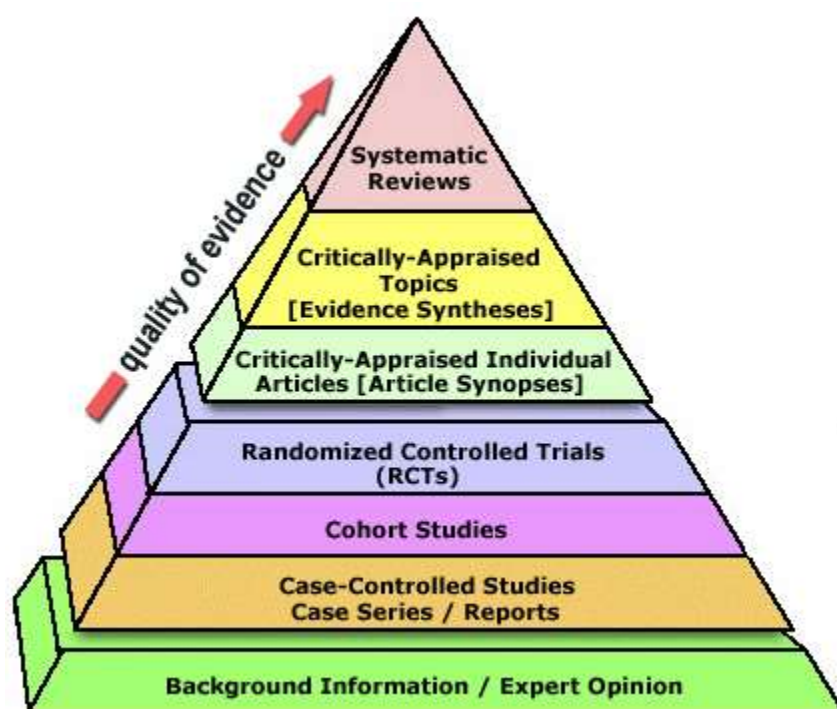 quality of evidence
Systematic
Reviews
Critically-Appraised
Topics
[Evidence Syntheses]
Critically-Appraised Individual
Articles [Article Synopses]
Randomized Controlled Trials
(RCTs)
Cohort Studies
Case-Controlled Studies
Case Series / Reports
Background Information / Expert Opinion